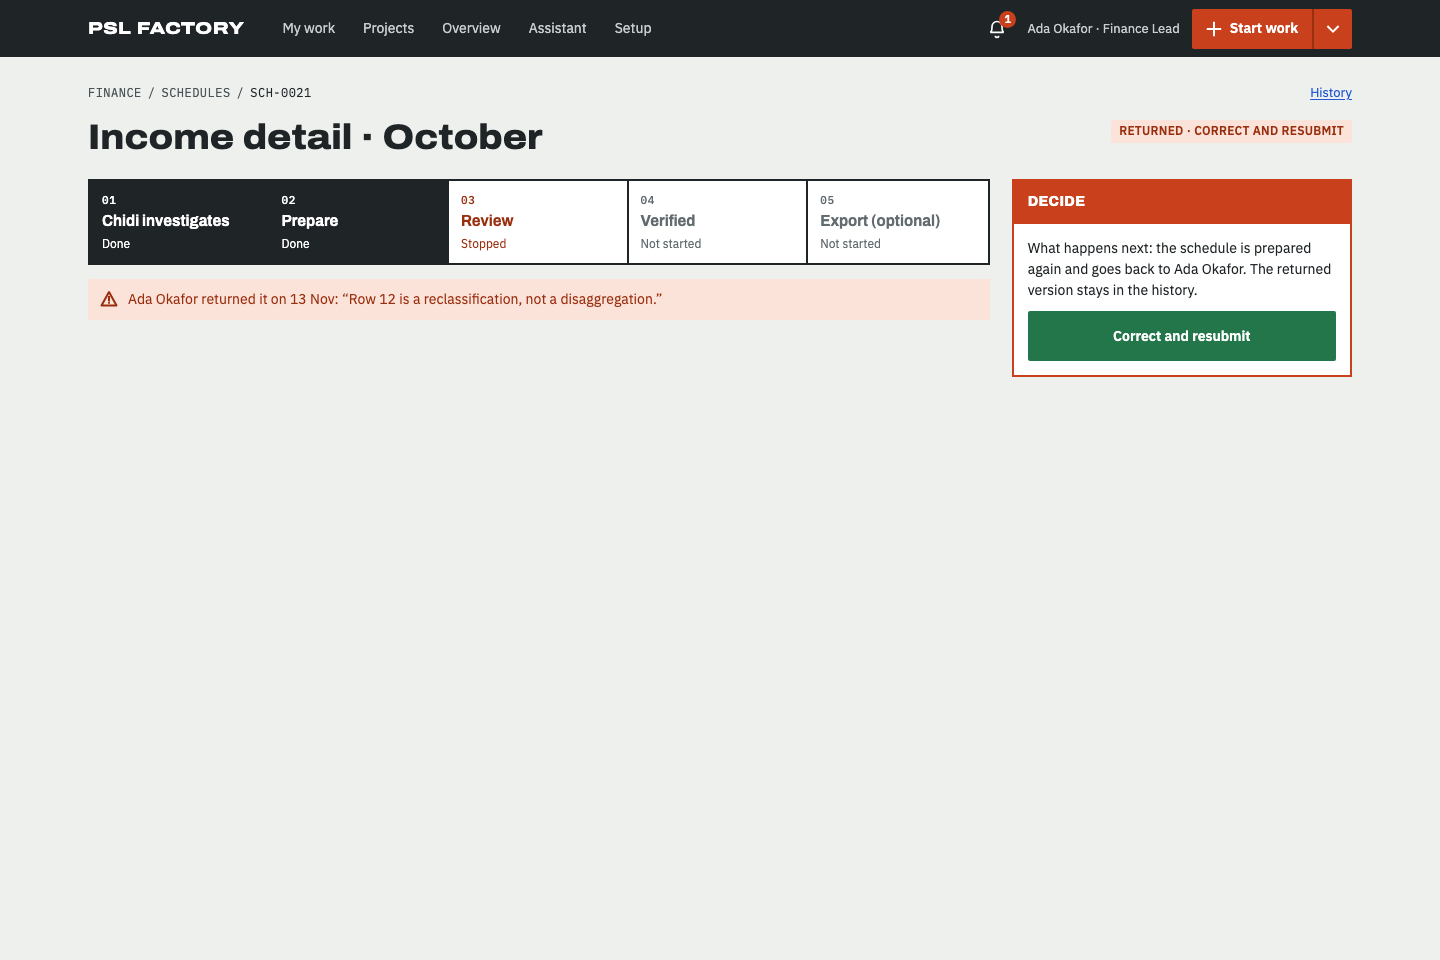 PSL FACTORY
My work
Projects
Overview
Assistant
Setup
1
Ada Okafor · Finance Lead
Start work
FINANCE / SCHEDULES / SCH-0021
History
Income detail · October
RETURNED · CORRECT AND RESUBMIT
01
Chidi investigates
Done
02
Prepare
Done
03
Review
Stopped
04
Verified
Not started
05
Export (optional)
Not started
Ada Okafor returned it on 13 Nov: “Row 12 is a reclassification, not a disaggregation.”
DECIDE
What happens next: the schedule is prepared
again and goes back to Ada Okafor. The returned
version stays in the history.
Correct and resubmit